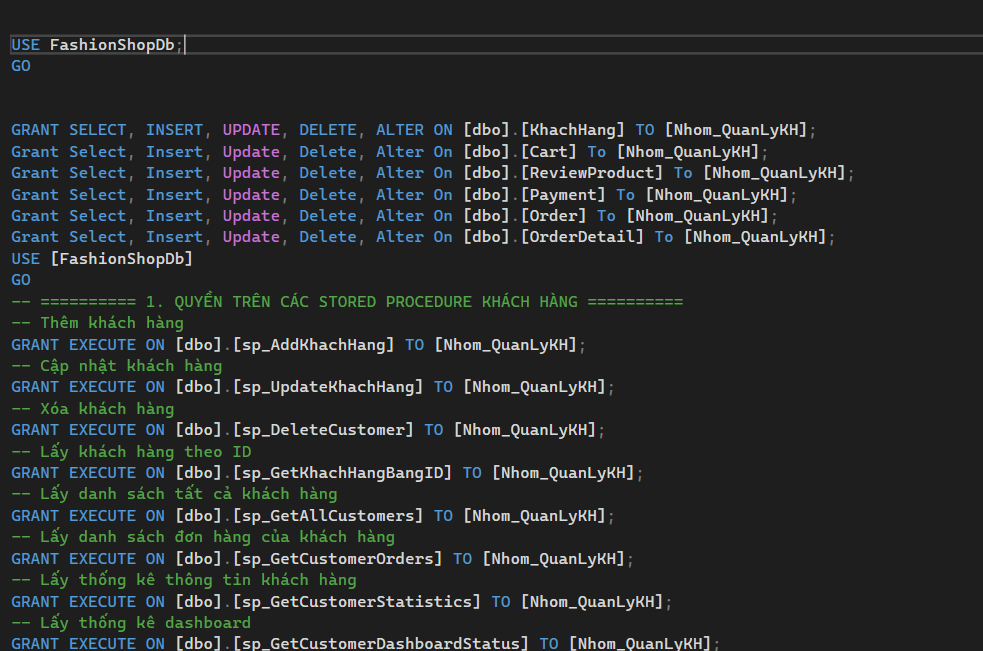 USE FashionShopDb;
GO
GRANT SELECT, INSERT, UPDATE, DELETE, ALTER ON [dbo].[KhachHang] TO [Nhom_QuanLyKH];
Grant Select, Insert, Update, Delete, Alter On [dbo].[Cart] To [Nhom_QuanLyKH];
Grant Select, Insert, Update, Delete, Alter On [dbo].[ReviewProduct] To [Nhom_QuanLyKH];
Grant Select, Insert, Update, Delete, Alter On [dbo].[Payment] To [Nhom_QuanLyKH];
Grant Select, Insert, Update, Delete, Alter On [dbo].[Order] To [Nhom_QuanLyKH];
Grant Select, Insert, Update, Delete, Alter On [dbo].[OrderDetail] To [Nhom_QuanLyKH];
USE [FashionShopDb]
GO
-- ========== 1. QUYỀN TRÊN CÁC STORED PROCEDURE KHÁCH HÀNG ==========
-- Thêm khách hàng
GRANT EXECUTE ON [dbo].[sp_AddKhachHang] TO [Nhom_QuanLyKH];
-- Cập nhật khách hàng
GRANT EXECUTE ON [dbo].[sp_UpdateKhachHang] TO [Nhom_QuanLyKH];
-- Xóa khách hàng
GRANT EXECUTE ON [dbo].[sp_DeleteCustomer] TO [Nhom_QuanLyKH];
-- Lấy khách hàng theo ID
GRANT EXECUTE ON [dbo].[sp_GetKhachHangBangID] TO [Nhom_QuanLyKH];
-- Lấy danh sách tất cả khách hàng
GRANT EXECUTE ON [dbo].[sp_GetAllCustomers] TO [Nhom_QuanLyKH];
-- Lấy danh sách đơn hàng của khách hàng
GRANT EXECUTE ON [dbo].[sp_GetCustomerOrders] TO [Nhom_QuanLyKH];
-- Lấy thống kê thông tin khách hàng
GRANT EXECUTE ON [dbo].[sp_GetCustomerStatistics] TO [Nhom_QuanLyKH];
-- Lấy thống kê dashboard
GRANT EXECUTE ON [dbo].[sp_GetCustomerDashboardStatus] TO [Nhom_QuanLyKH];